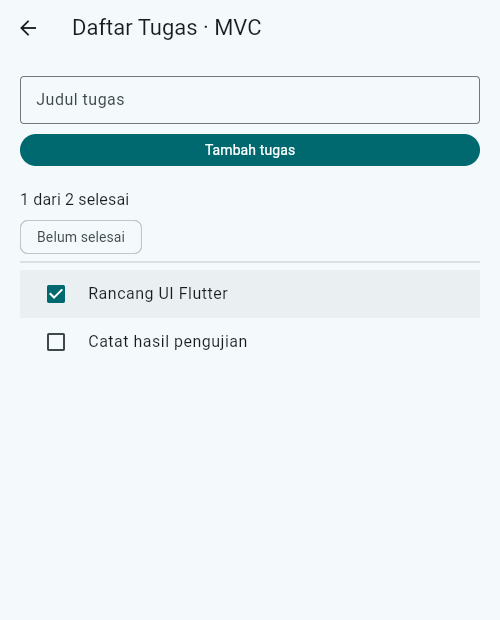 Daftar Tugas · MVC
Judul tugas
Tambah tugas
1 dari 2 selesai
Belum selesai
Rancang UI Flutter
Catat hasil pengujian